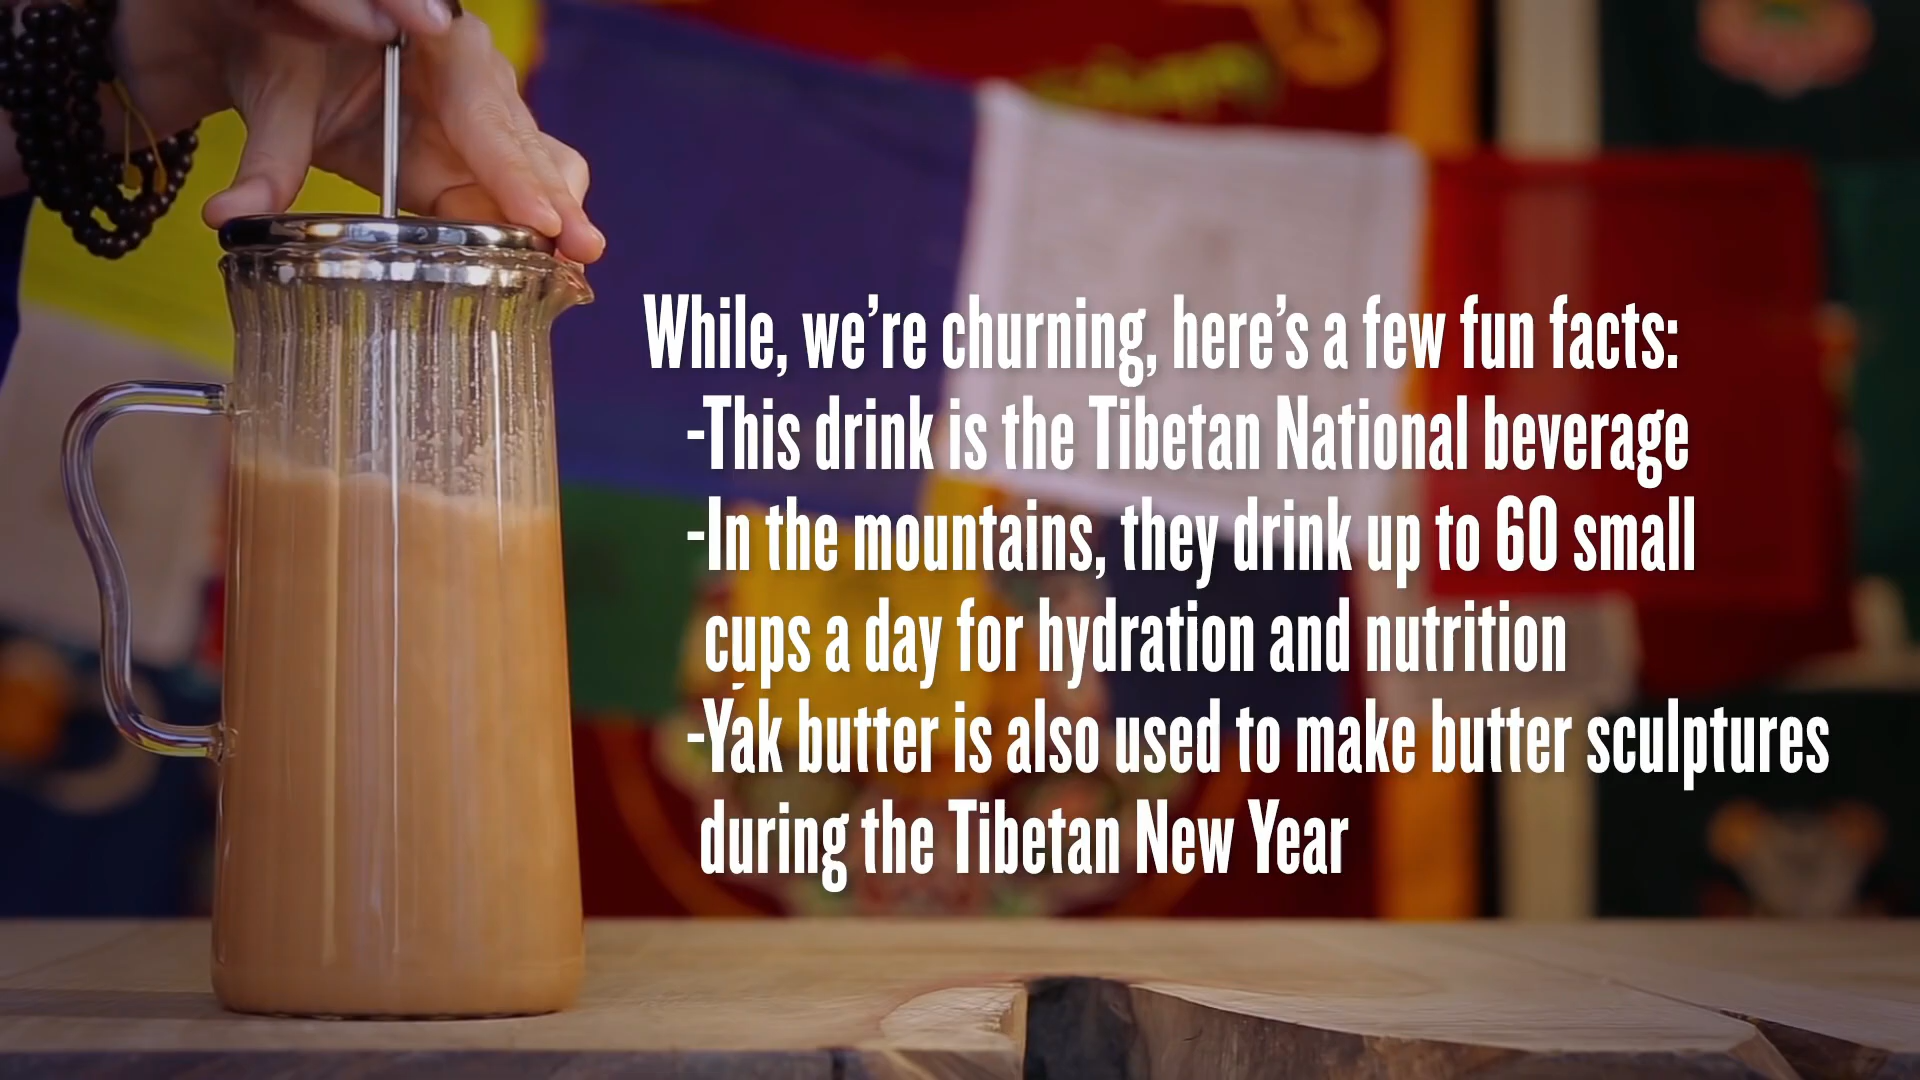 While, we're churning, here's a few fun facts:
-This drink is the Tibetan National beverage
-In the mountains, they drink up to 60 small
cups a day for hydration and nutrition
-Yak butter is also used to make butter sculptures
during the Tibetan New Year